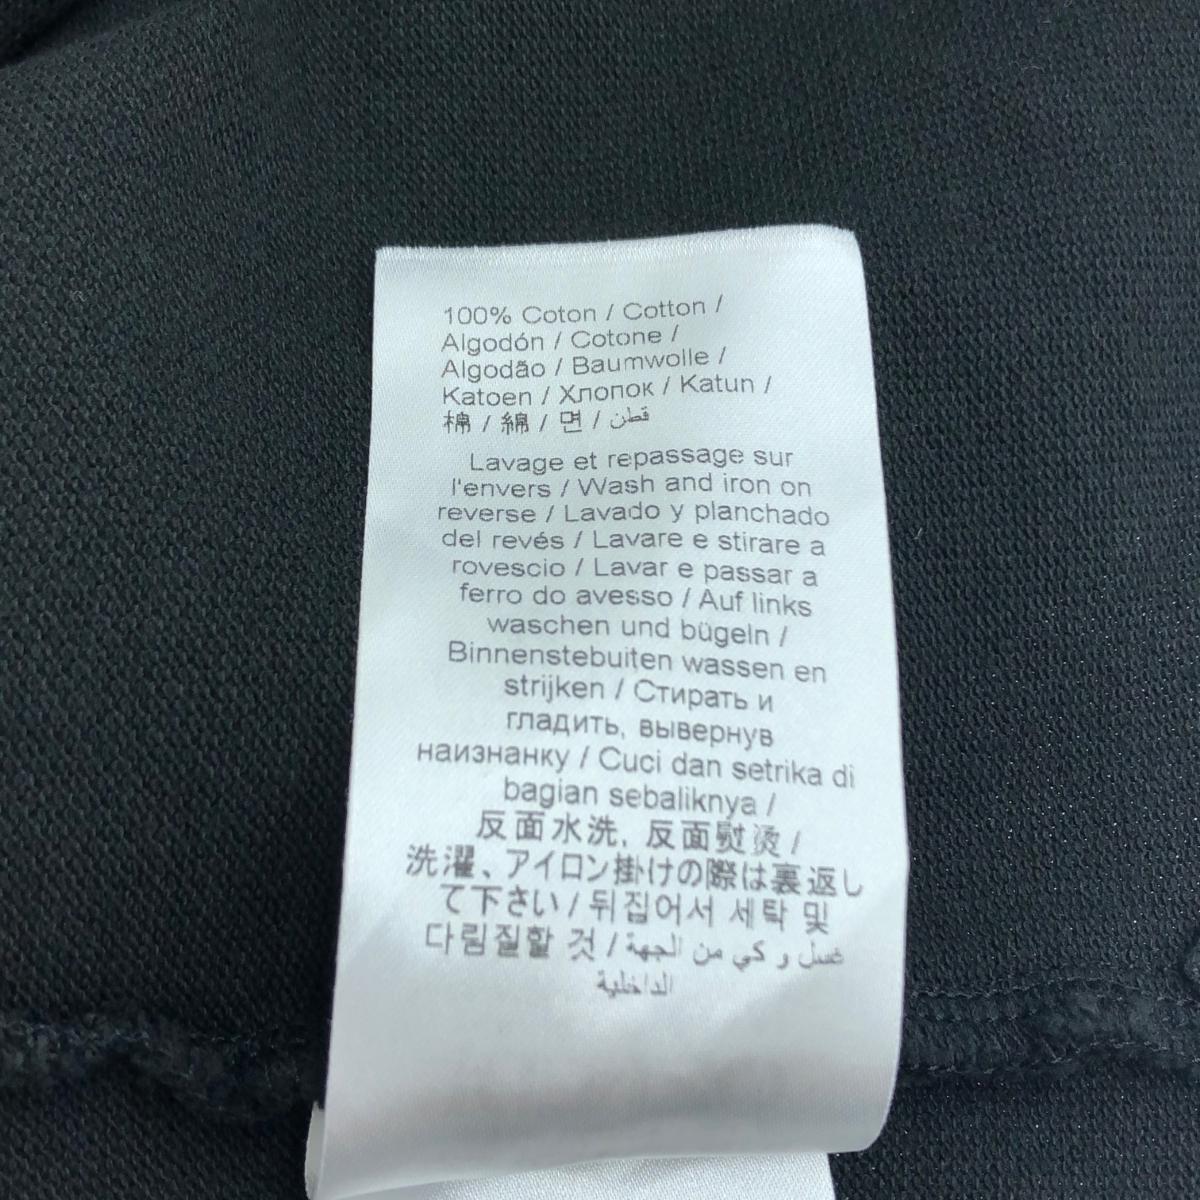 100% Coton / Cotton /
Algodón / Cotone /
Algodão / Baumwolle /
Katoen / Хлопок / Katun /
棉 / 綿 / 면 / قطن
Lavage et repassage sur
l'envers / Wash and iron on
reverse / Lavado y planchado
del revés / Lavare e stirare a
rovescio / Lavar e passar a
ferro do avesso / Auf links
waschen und bügeln /
Binnenstebuiten wassen en
strijken / Стирать и
гладить, вывернув
наизнанку / Cuci dan setrika di
bagian sebaliknya /
反面水洗, 反面熨烫 /
洗濯、アイロン掛けの際は裏返し
て下さい / 뒤집어서 세탁 및
다림질할 것 / غسل و كي من الجهة
الداخلية